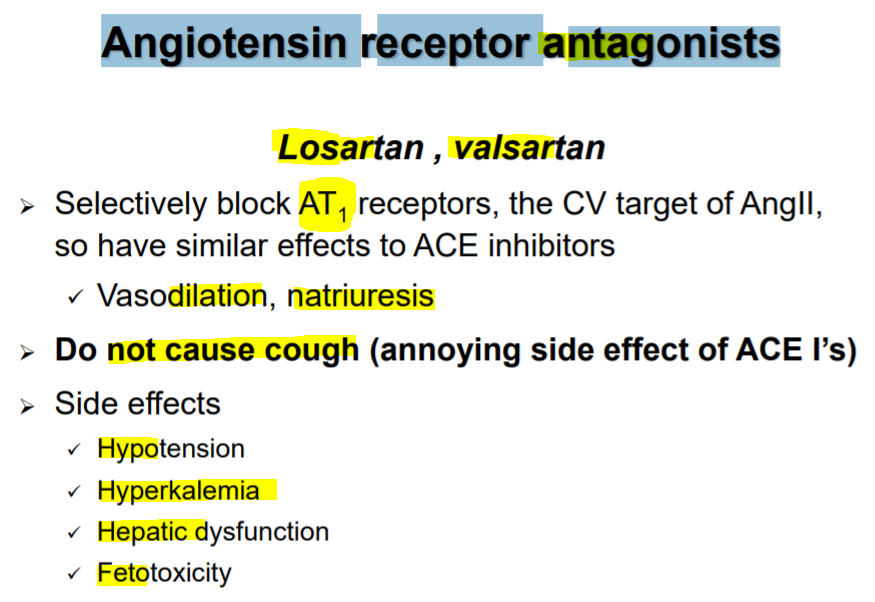 Angiotensin receptor antagonists
Losartan , valsartan
➢ Selectively block AT1 receptors, the CV target of AngII,
so have similar effects to ACE inhibitors
✓ Vasodilation, natriuresis
➢ Do not cause cough (annoying side effect of ACE I’s)
➢ Side effects
✓ Hypotension
✓ Hyperkalemia
✓ Hepatic dysfunction
✓ Fetotoxicity